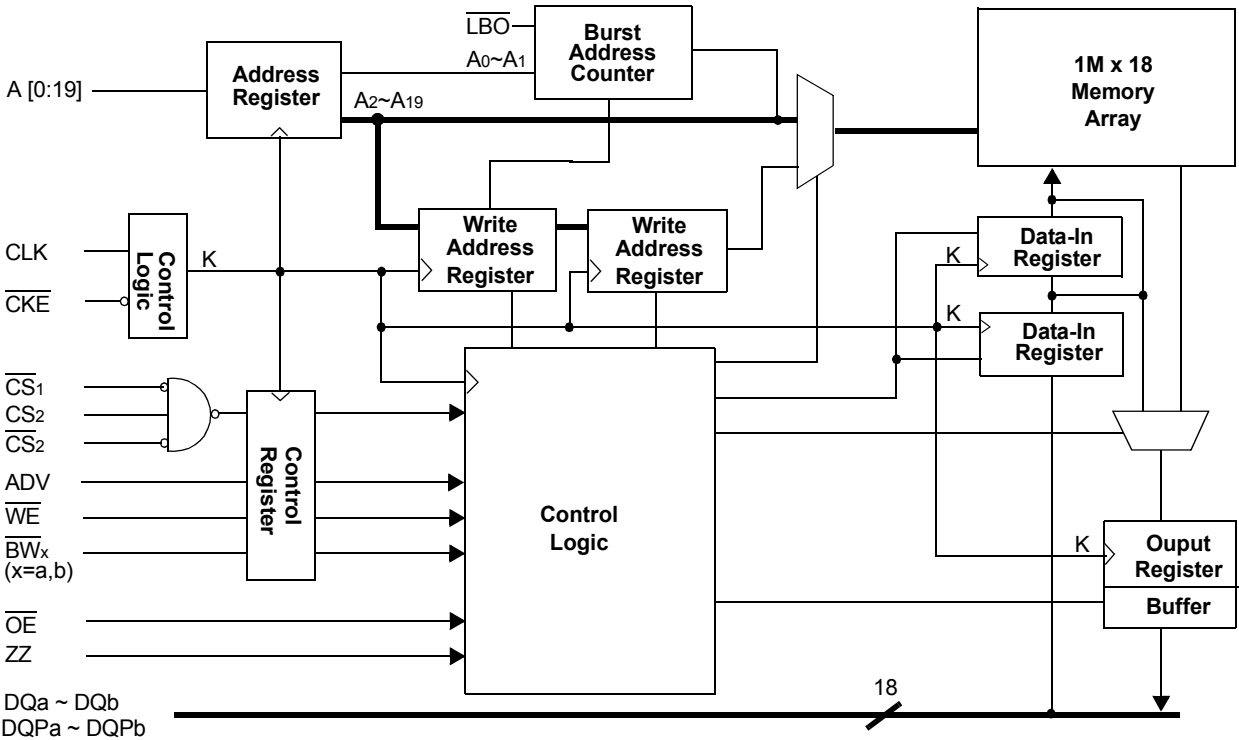 LBO
A0~A1
Burst
Address
Counter
1M x 18
Memory
Array
A [0:19]
Address
Register
A2~A19
CLK
CKE
Control
Logic
K
Write
Address
Register
Write
Address
Register
K
Data-In
Register
K
Data-In
Register
CS1
CS2
CS2
ADV
WE
BWx
(x=a,b)
OE
ZZ
Control
Register
Control
Logic
K
Ouput
Register
Buffer
DQa ~ DQb
DQPa ~ DQPb
18